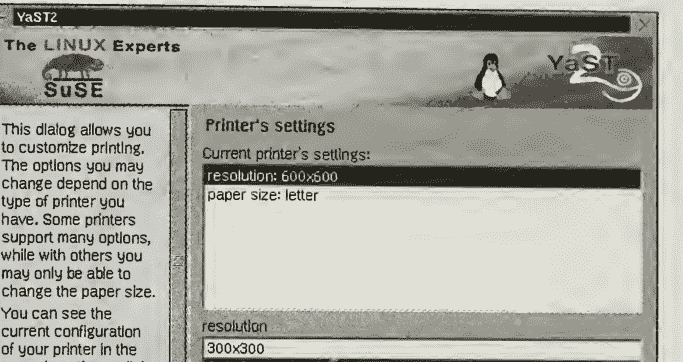 YaST2
The LINUX Experts
SuSE
YaST
2
This dialog allows you
to customize printing.
The options you may
change depend on the
type of printer you
have. Some printers
support many options,
while with others you
may only be able to
change the paper size.
You can see the
current configuration
of your printer in the
Printer's settings
Current printer's settings:
resolution: 600x600
paper size: letter
resolution
300x300